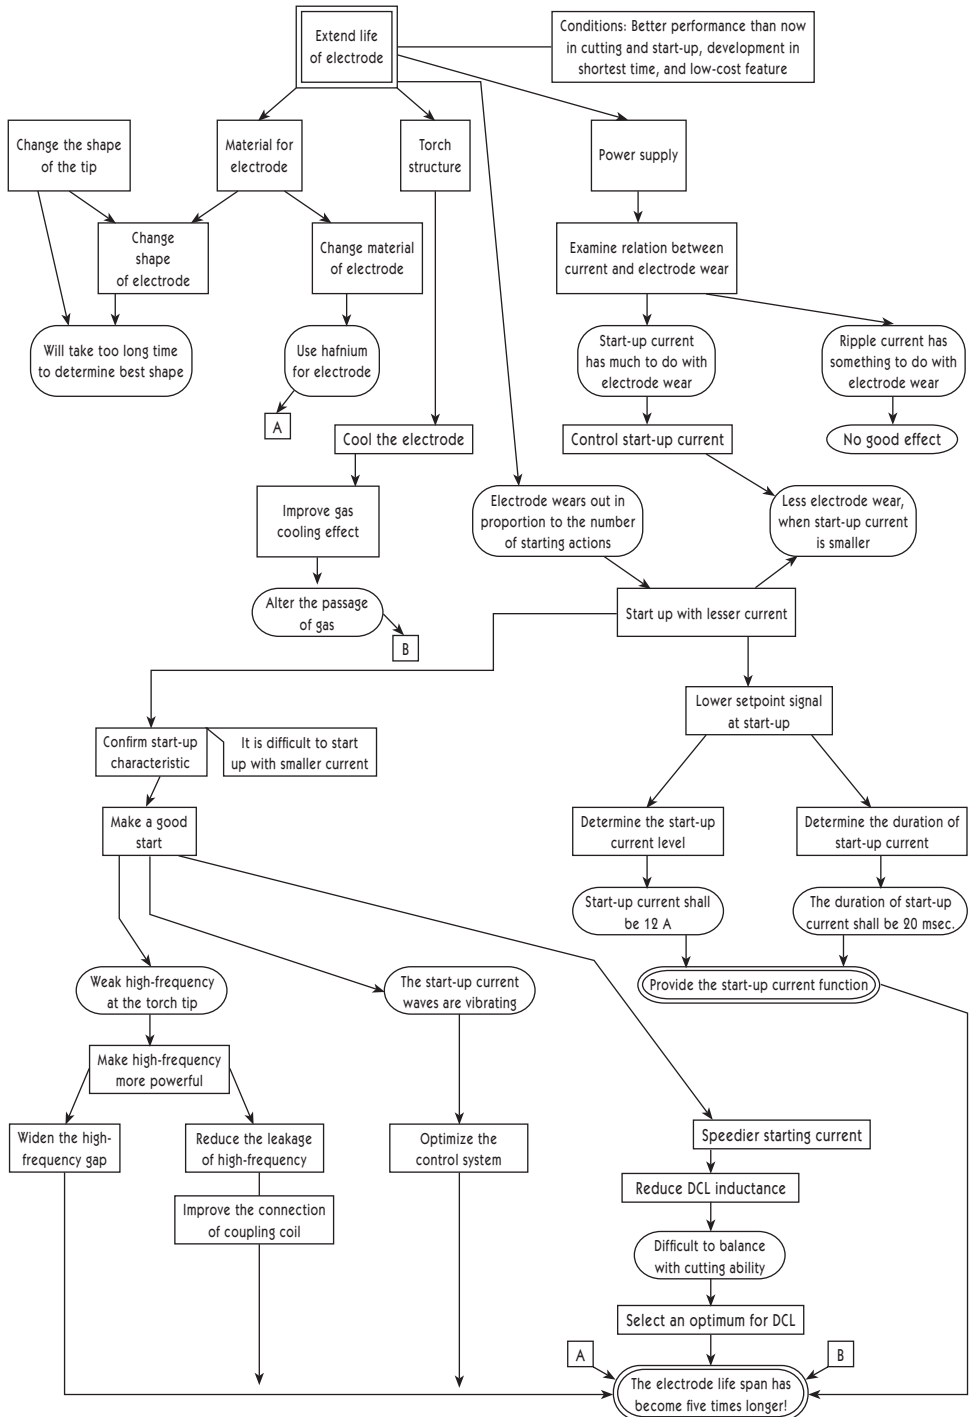 Extend life
of electrode
Conditions: Better performance than now
in cutting and start-up, development in
shortest time, and low-cost feature
Change the shape
of the tip
Material for
electrode
Torch
structure
Power supply
Change
shape
of electrode
Change material
of electrode
Examine relation between
current and electrode wear
Will take too long time
to determine best shape
Use hafnium
for electrode
Start-up current
has much to do with
electrode wear
Ripple current has
something to do with
electrode wear
A
Cool the electrode
Control start-up current
No good effect
Improve gas
cooling effect
Electrode wears out in
proportion to the number
of starting actions
Less electrode wear,
when start-up current
is smaller
Alter the passage
of gas
B
Start up with lesser current
Lower setpoint signal
at start-up
Confirm start-up
characteristic
It is difficult to start
up with smaller current
Make a good
start
Determine the start-up
current level
Determine the duration of
start-up current
Start-up current shall
be 12 A
The duration of start-up
current shall be 20 msec.
Weak high-frequency
at the torch tip
The start-up current
waves are vibrating
Provide the start-up current function
Make high-frequency
more powerful
Widen the high-
frequency gap
Reduce the leakage
of high-frequency
Optimize the
control system
Speedier starting current
Improve the connection
of coupling coil
Reduce DCL inductance
Difficult to balance
with cutting ability
Select an optimum for DCL
A
B
The electrode life span has
become five times longer!